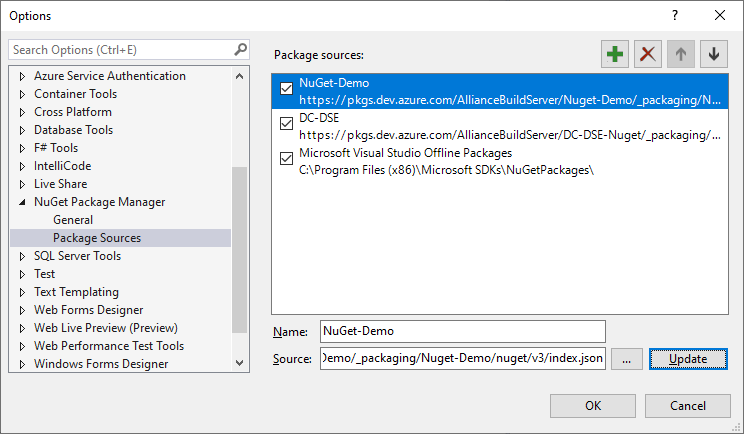 Options
?
Search Options (Ctrl+E)
Azure Service Authentication
Container Tools
Cross Platform
Database Tools
F# Tools
IntelliCode
Live Share
NuGet Package Manager
General
Package Sources
SQL Server Tools
Test
Text Templating
Web Forms Designer
Web Live Preview (Preview)
Web Performance Test Tools
Windows Forms Designer
Package sources:
NuGet-Demo
https://pkgs.dev.azure.com/AllianceBuildServer/Nuget-Demo/_packaging/N...
DC-DSE
https://pkgs.dev.azure.com/AllianceBuildServer/DC-DSE-Nuget/_packaging/...
Microsoft Visual Studio Offline Packages
C:\Program Files (x86)\Microsoft SDKs\NuGetPackages\
Name: NuGet-Demo
Source: Demo/_packaging/Nuget-Demo/nuget/v3/index.json ... Update
OK Cancel